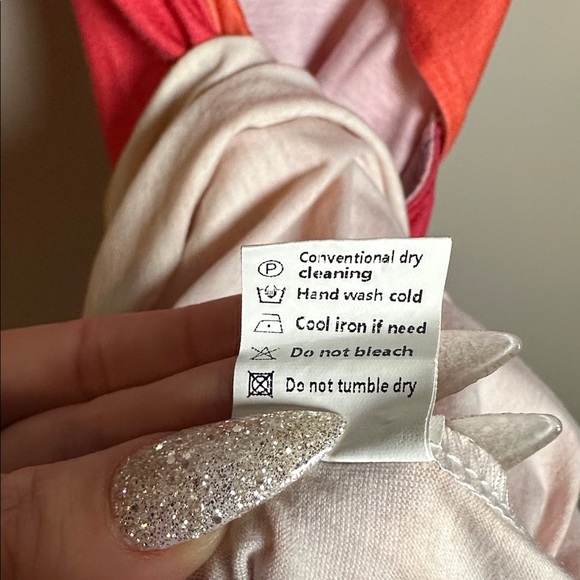 Conventional dry
cleaning
P
Hand wash cold
Cool iron if need
Do not bleach
Do not tumble dry